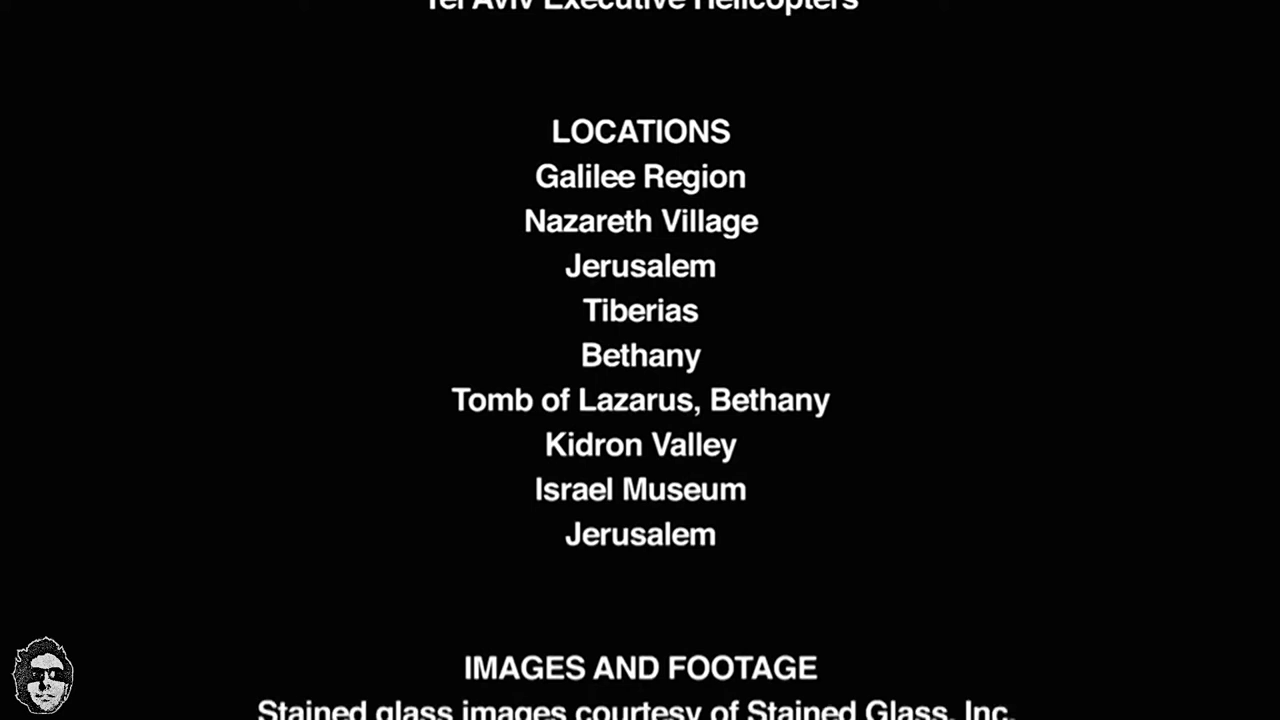 Tel Aviv Executive Helicopters
LOCATIONS
Galilee Region
Nazareth Village
Jerusalem
Tiberias
Bethany
Tomb of Lazarus, Bethany
Kidron Valley
Israel Museum
Jerusalem
IMAGES AND FOOTAGE
Stained glass images courtesy of Stained Glass, Inc.